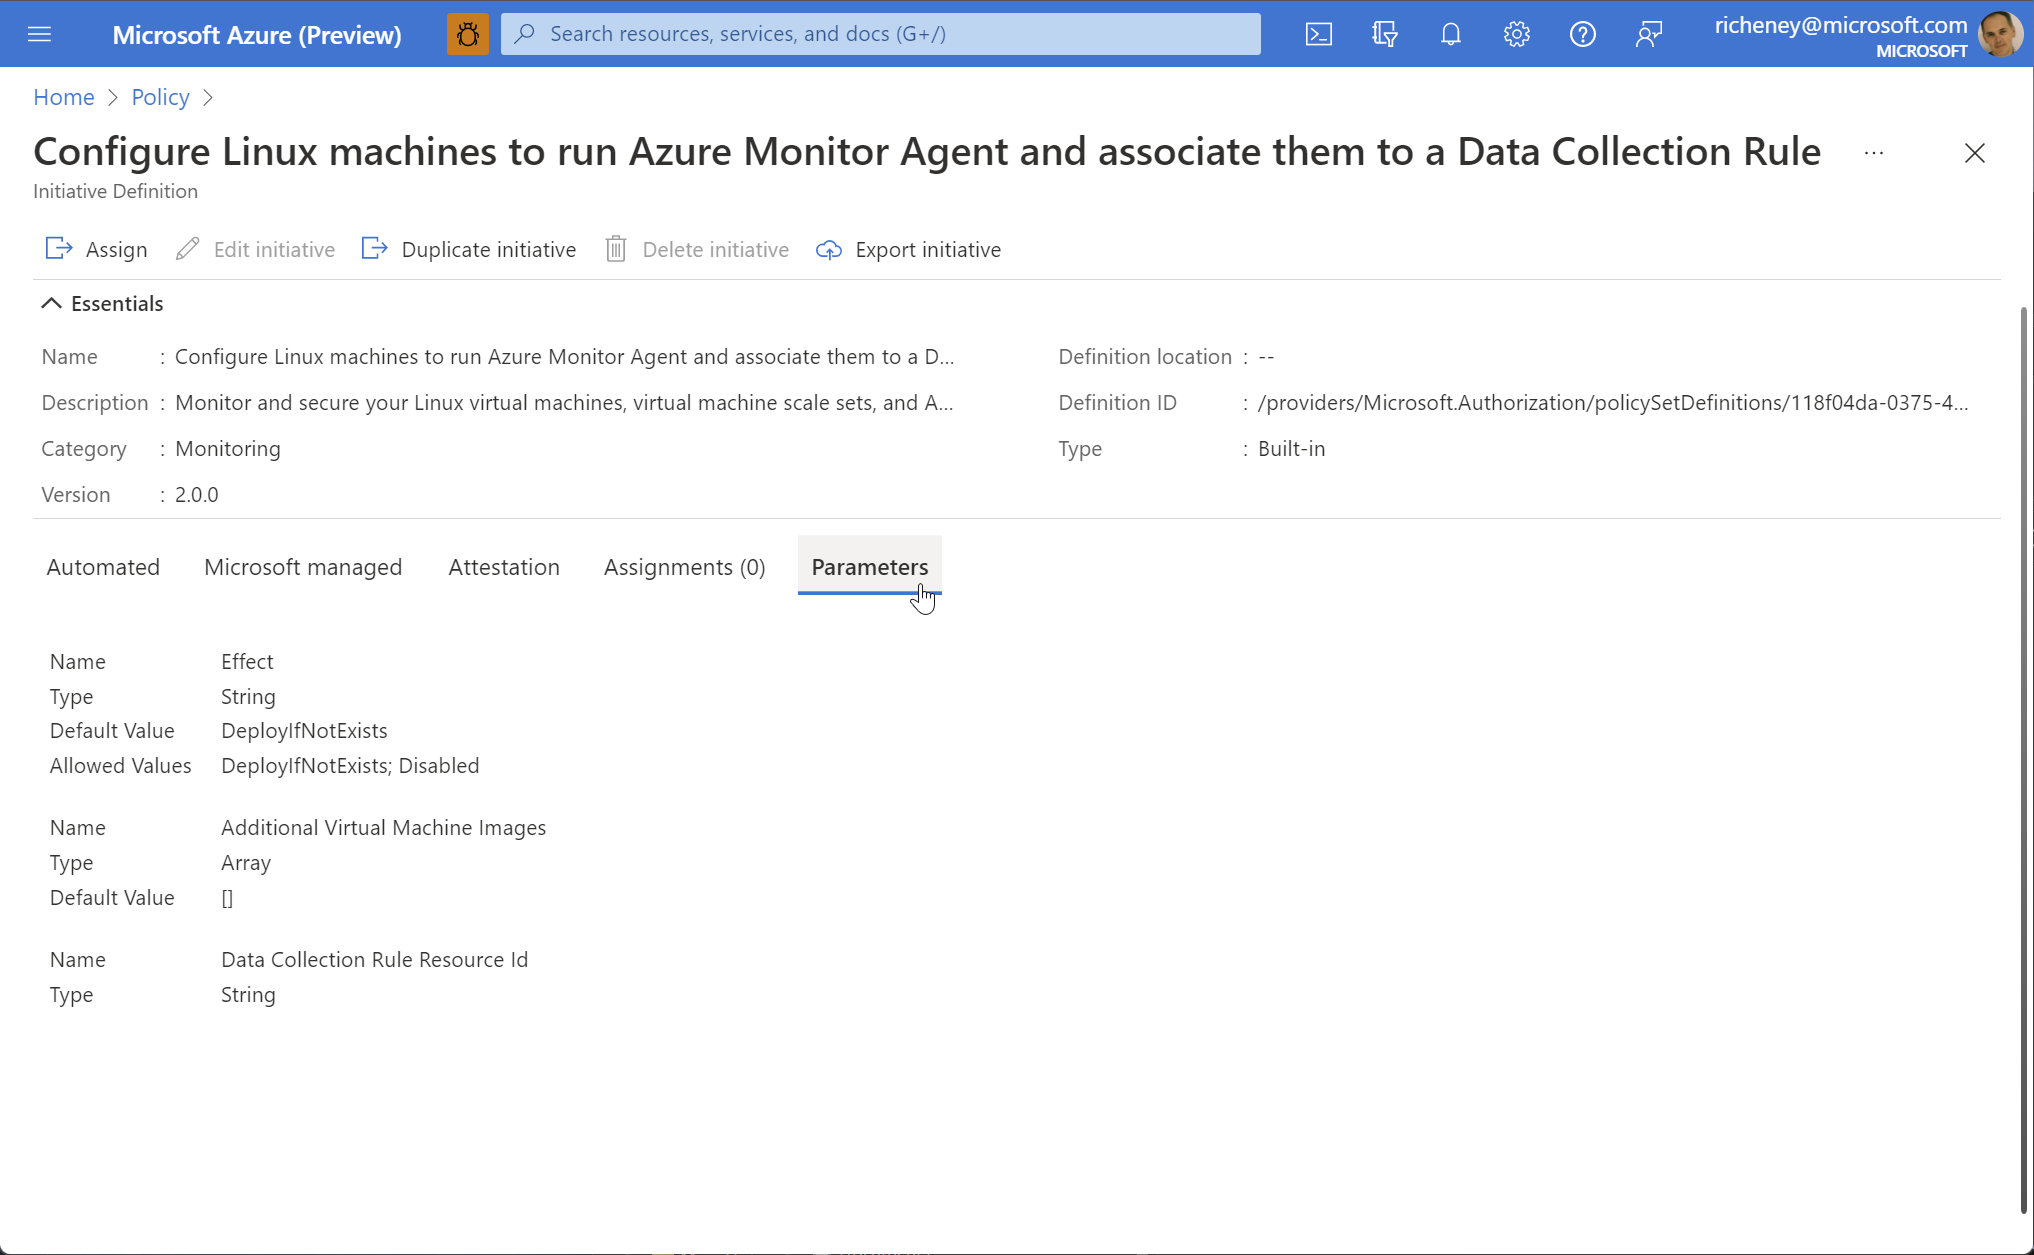 Microsoft Azure (Preview)
Search resources, services, and docs (G+/)
richeney@microsoft.com
MICROSOFT
Home > Policy >
Configure Linux machines to run Azure Monitor Agent and associate them to a Data Collection Rule ...
Initiative Definition
Assign Edit initiative Duplicate initiative Delete initiative Export initiative
Essentials
Name : Configure Linux machines to run Azure Monitor Agent and associate them to a D...
Definition location : --
Description : Monitor and secure your Linux virtual machines, virtual machine scale sets, and A...
Definition ID : /providers/Microsoft.Authorization/policySetDefinitions/118f04da-0375-4...
Category : Monitoring
Type : Built-in
Version : 2.0.0
Automated Microsoft managed Attestation Assignments (0) Parameters
Name Effect
Type String
Default Value DeployIfNotExists
Allowed Values DeployIfNotExists; Disabled
Name Additional Virtual Machine Images
Type Array
Default Value []
Name Data Collection Rule Resource Id
Type String